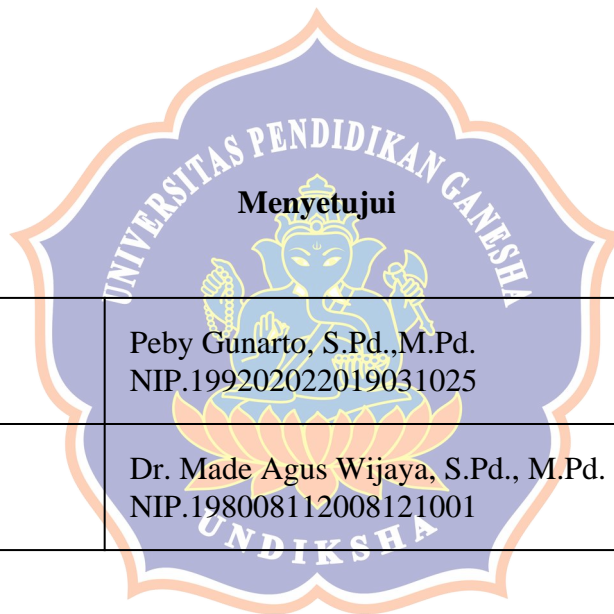 UNIVERSITAS PENDIDIKAN GANESHA
Menyetujui
Peby Gunarto, S.Pd.,M.Pd.
NIP.199202022019031025
Dr. Made Agus Wijaya, S.Pd., M.Pd.
NIP.198008112008121001
UNDIKSHA